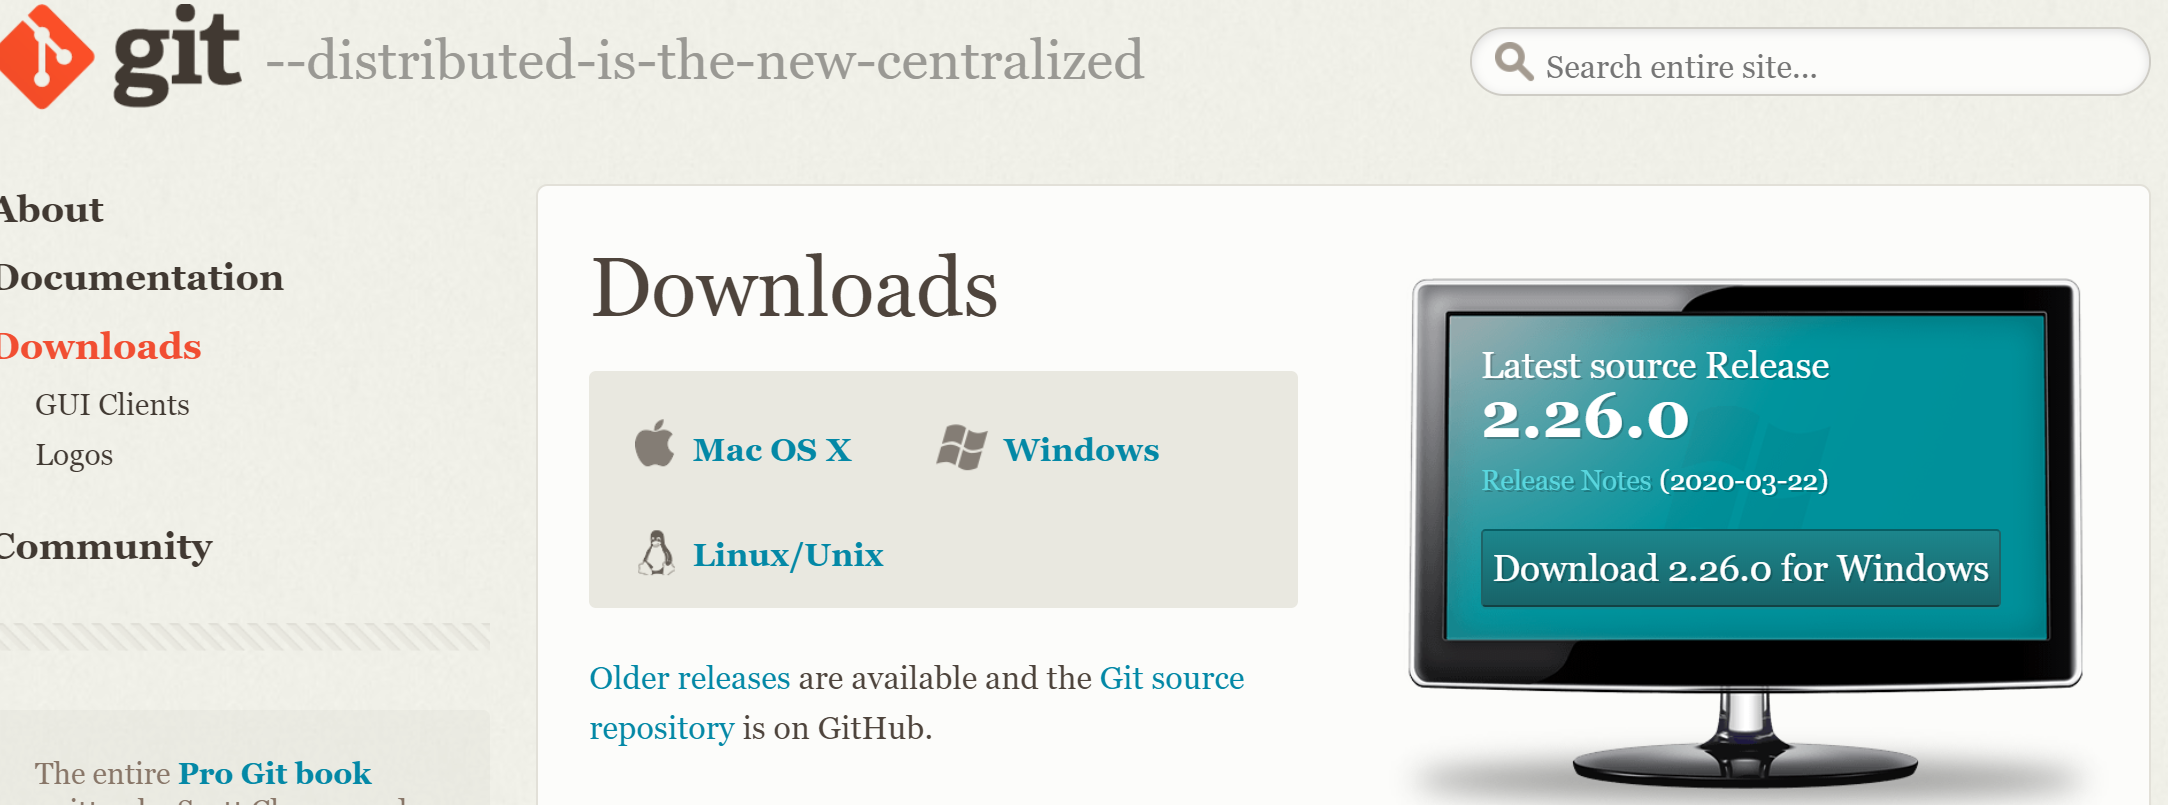 git --distributed-is-the-new-centralized
Search entire site...
About
Documentation
Downloads
GUI Clients
Logos
Community
The entire Pro Git book
Downloads
Mac OS X
Windows
Linux/Unix
Older releases are available and the Git source
repository is on GitHub.
Latest source Release
2.26.0
Release Notes (2020-03-22)
Download 2.26.0 for Windows